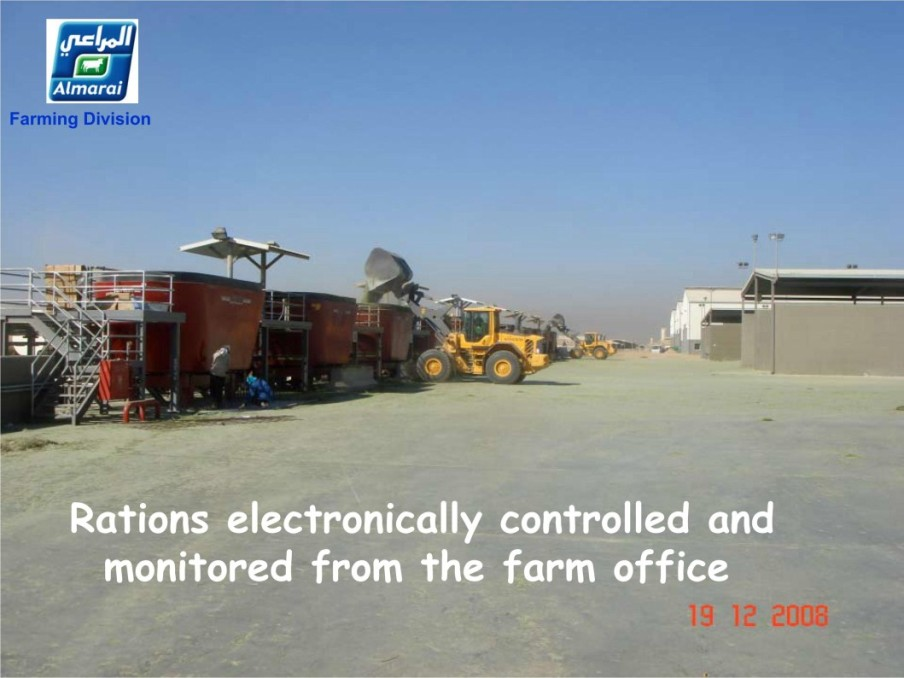 المراعي
Almarai
Farming Division
Rations electronically controlled and
monitored from the farm office
19 12 2008